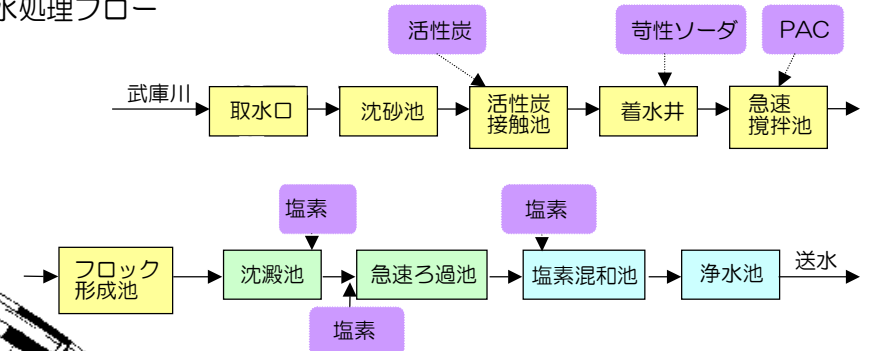 水処理フロー
活性炭
苛性ソーダ
PAC
武庫川
取水口
沈砂池
活性炭
接触池
着水井
急速
撹拌池
塩素
塩素
フロック
形成池
沈澱池
急速ろ過池
塩素混和池
浄水池
送水
塩素